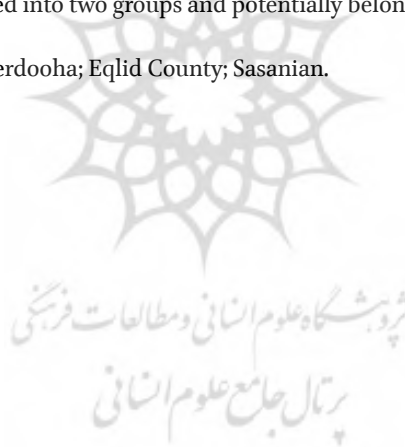 ed into two groups and potentially belon
erdooha; Eqlid County; Sasanian.
پژوهشگاه علوم انسانی و مطالعات فرهنگی
پرتال جامع علوم انسانی